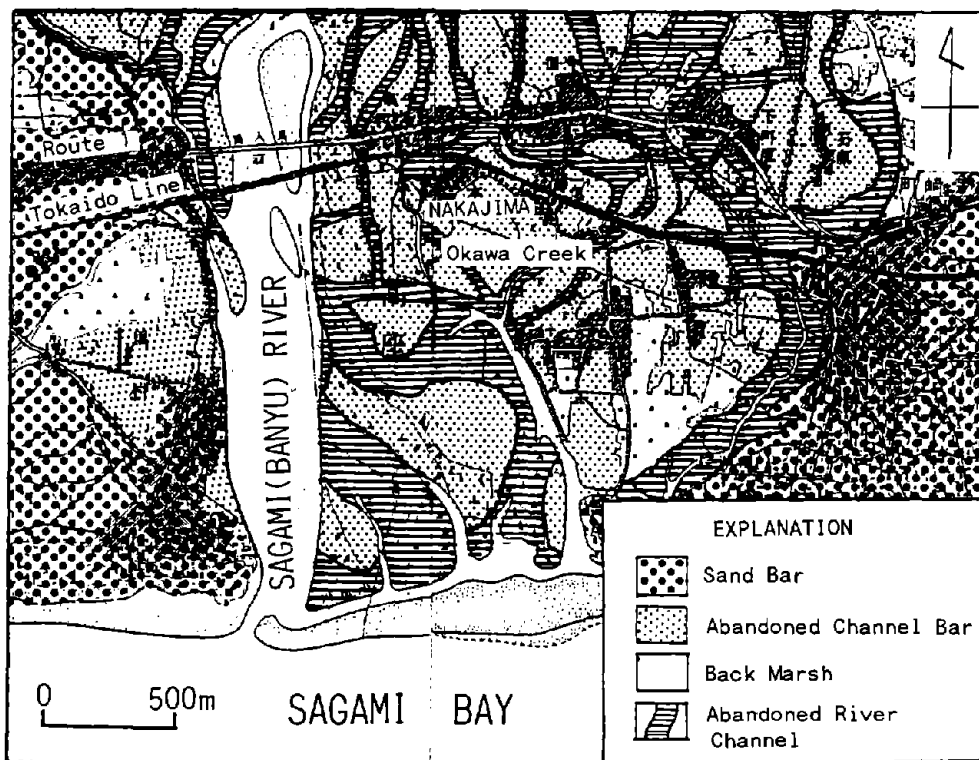 Route 1
Tokaido Line
NAKAJIMA
Okawa Creek
SAGAMI (BANYU) RIVER
0 500m
SAGAMI BAY
EXPLANATION
Sand Bar
Abandoned Channel Bar
Back Marsh
Abandoned River
Channel